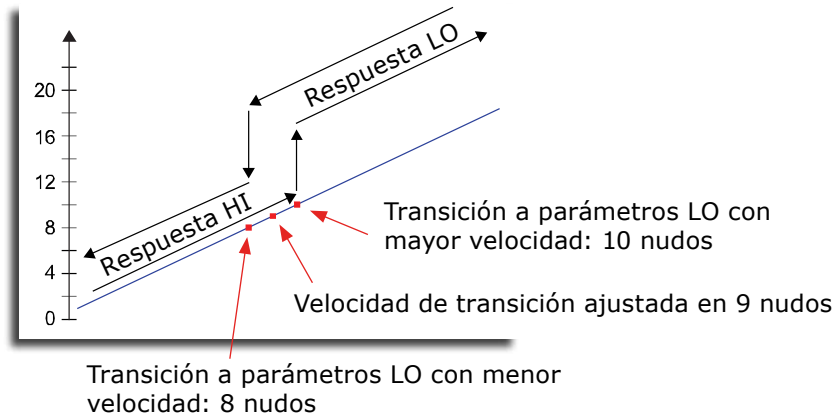 Respuesta LO
20
16
12
8
4
0
Respuesta HI
Transición a parámetros LO con
mayor velocidad: 10 nudos
Velocidad de transición ajustada en 9 nudos
Transición a parámetros LO con menor
velocidad: 8 nudos